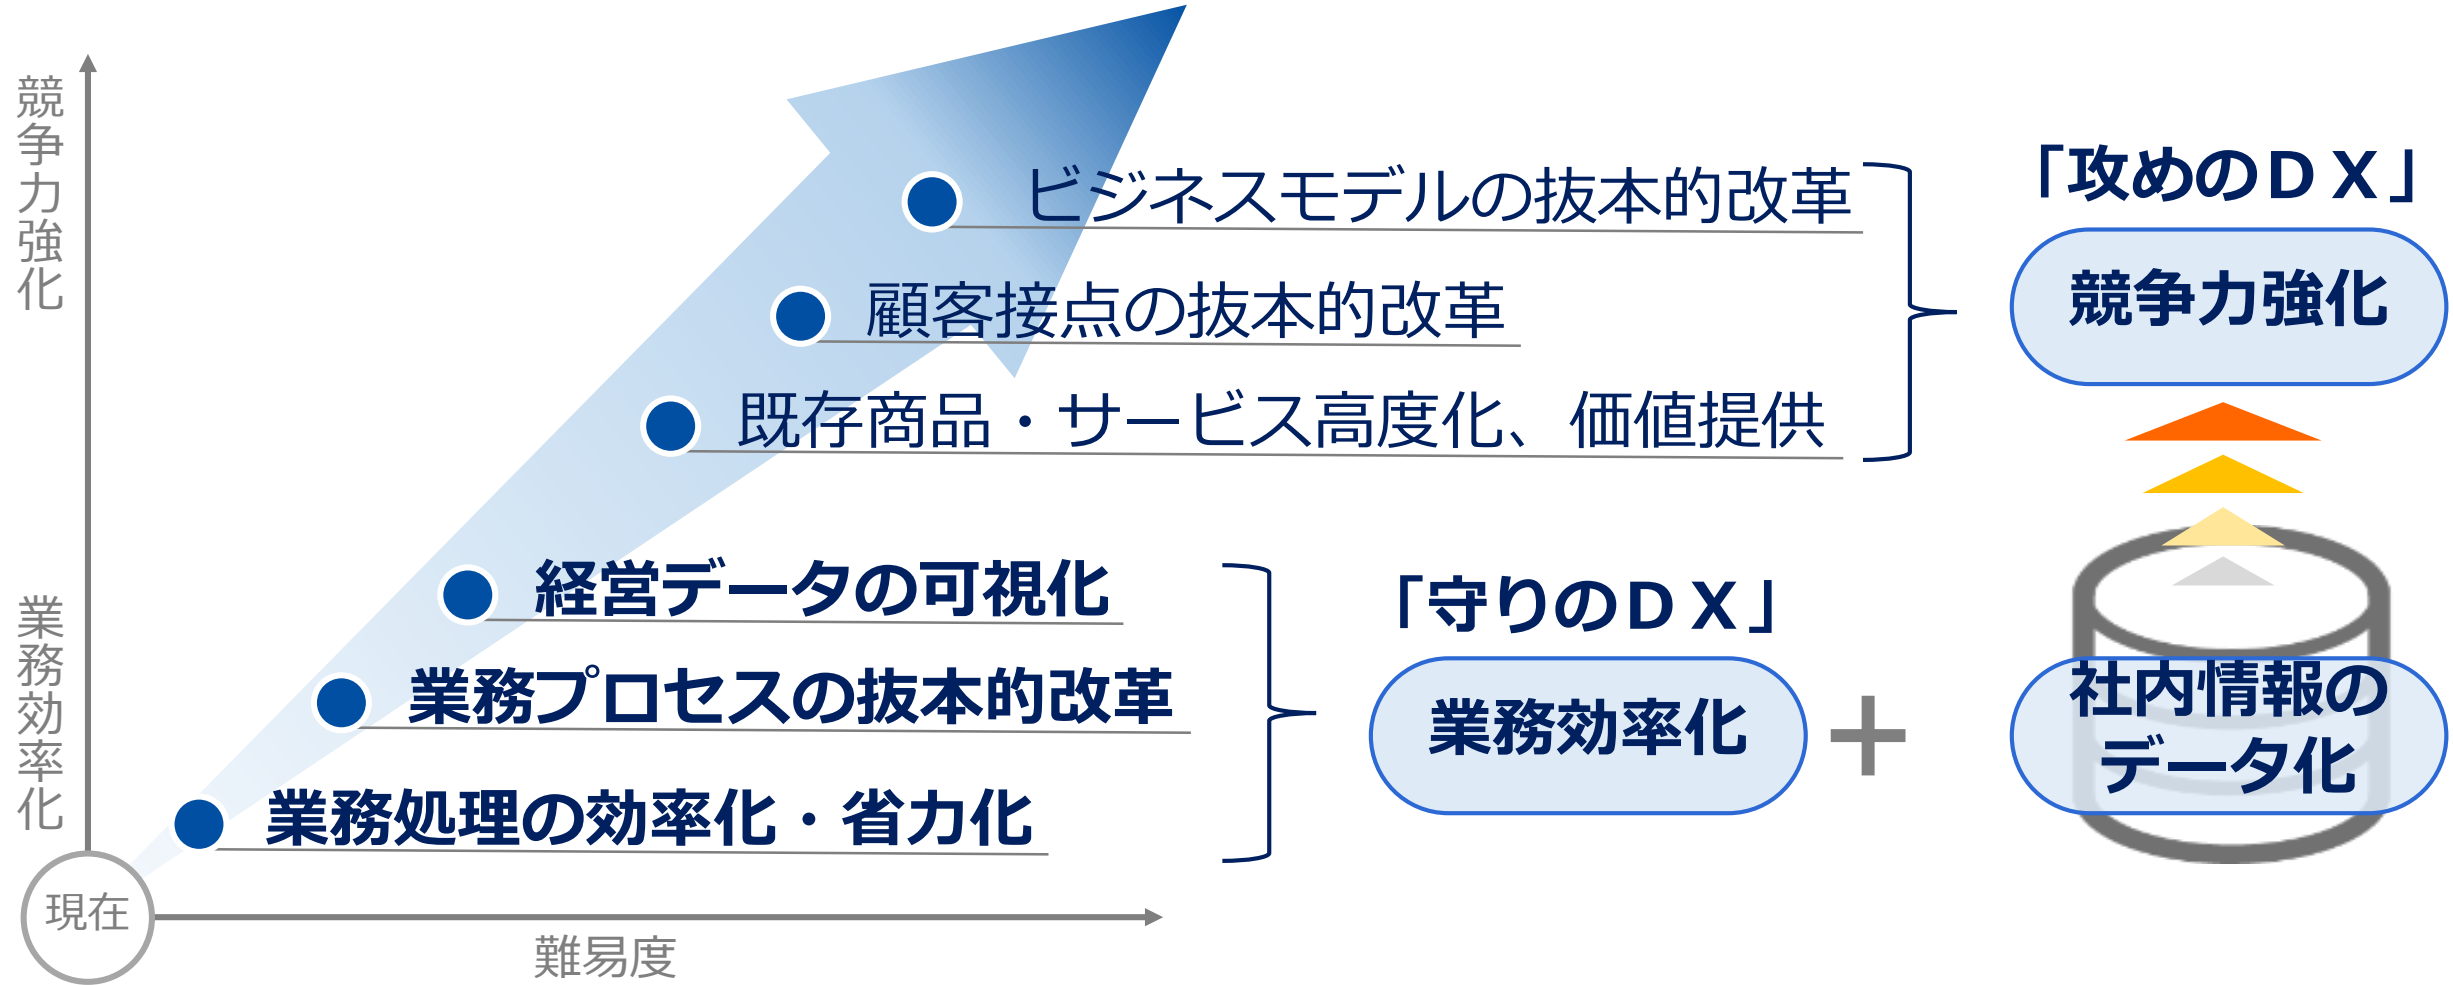 競争力強化
業務効率化
現在
難易度
ビジネスモデルの抜本的改革
顧客接点の抜本的改革
既存商品・サービス高度化、価値提供
経営データの可視化
業務プロセスの抜本的改革
業務処理の効率化・省力化
「攻めのＤＸ」
競争力強化
「守りのＤＸ」
業務効率化
＋
社内情報の
データ化